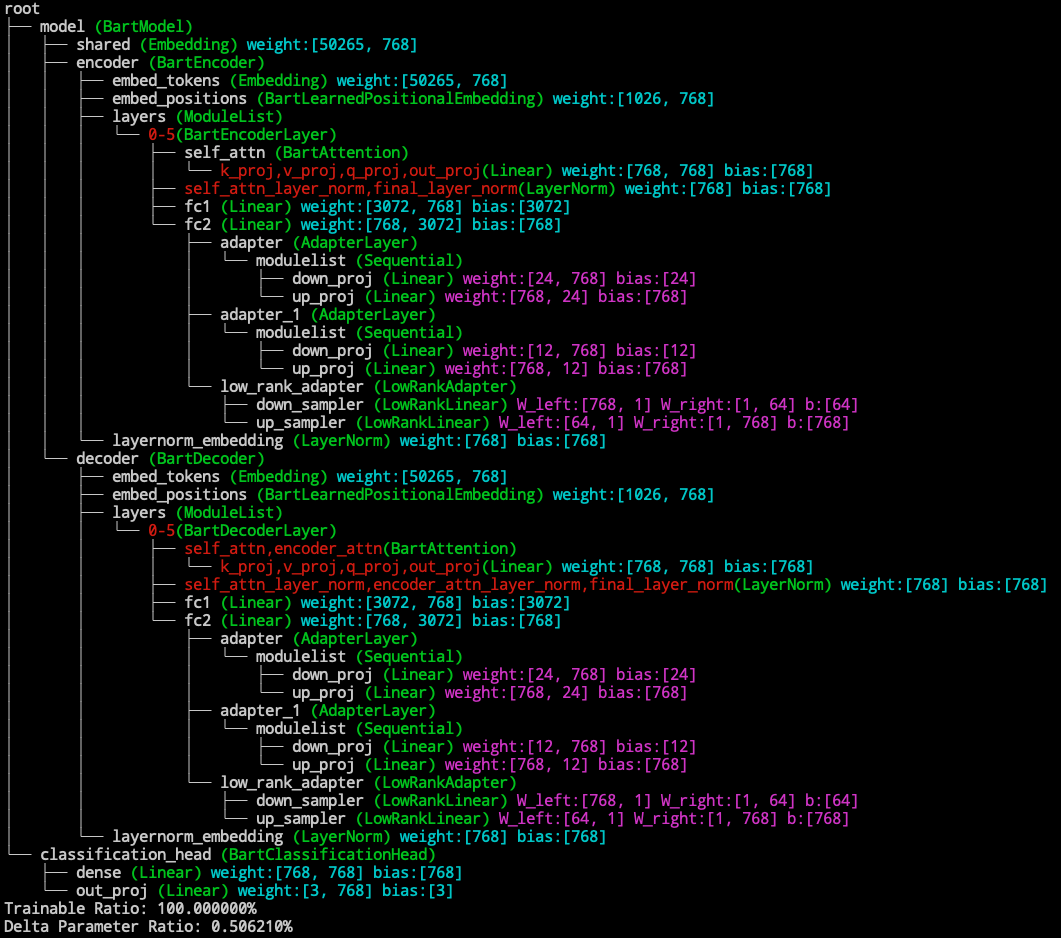 root
├── model (BartModel)
│   ├── shared (Embedding) weight:[50265, 768]
│   ├── encoder (BartEncoder)
│   │   ├── embed_tokens (Embedding) weight:[50265, 768]
│   │   ├── embed_positions (BartLearnedPositionalEmbedding) weight:[1026, 768]
│   │   ├── layers (ModuleList)
│   │   │   └── 0-5(BartEncoderLayer)
│   │   │       ├── self_attn (BartAttention)
│   │   │       │   └── k_proj,v_proj,q_proj,out_proj(Linear) weight:[768, 768] bias:[768]
│   │   │       ├── self_attn_layer_norm,final_layer_norm(LayerNorm) weight:[768] bias:[768]
│   │   │       ├── fc1 (Linear) weight:[3072, 768] bias:[3072]
│   │   │       └── fc2 (Linear) weight:[768, 3072] bias:[768]
│   │   │           ├── adapter (AdapterLayer)
│   │   │           │   └── modulelist (Sequential)
│   │   │           │       ├── down_proj (Linear) weight:[24, 768] bias:[24]
│   │   │           │       └── up_proj (Linear) weight:[768, 24] bias:[768]
│   │   │           ├── adapter_1 (AdapterLayer)
│   │   │           │   └── modulelist (Sequential)
│   │   │           │       ├── down_proj (Linear) weight:[12, 768] bias:[12]
│   │   │           │       └── up_proj (Linear) weight:[768, 12] bias:[768]
│   │   │           └── low_rank_adapter (LowRankAdapter)
│   │   │               ├── down_sampler (LowRankLinear) W_left:[768, 1] W_right:[1, 64] b:[64]
│   │   │               └── up_sampler (LowRankLinear) W_left:[64, 1] W_right:[1, 768] b:[768]
│   │   └── layernorm_embedding (LayerNorm) weight:[768] bias:[768]
│   └── decoder (BartDecoder)
│       ├── embed_tokens (Embedding) weight:[50265, 768]
│       ├── embed_positions (BartLearnedPositionalEmbedding) weight:[1026, 768]
│       ├── layers (ModuleList)
│       │   └── 0-5(BartDecoderLayer)
│       │       ├── self_attn,encoder_attn(BartAttention)
│       │       │   └── k_proj,v_proj,q_proj,out_proj(Linear) weight:[768, 768] bias:[768]
│       │       ├── self_attn_layer_norm,encoder_attn_layer_norm,final_layer_norm(LayerNorm) weight:[768] bias:[768]
│       │       ├── fc1 (Linear) weight:[3072, 768] bias:[3072]
│       │       └── fc2 (Linear) weight:[768, 3072] bias:[768]
│       │           ├── adapter (AdapterLayer)
│       │           │   └── modulelist (Sequential)
│       │           │       ├── down_proj (Linear) weight:[24, 768] bias:[24]
│       │           │       └── up_proj (Linear) weight:[768, 24] bias:[768]
│       │           ├── adapter_1 (AdapterLayer)
│       │           │   └── modulelist (Sequential)
│       │           │       ├── down_proj (Linear) weight:[12, 768] bias:[12]
│       │           │       └── up_proj (Linear) weight:[768, 12] bias:[768]
│       │           └── low_rank_adapter (LowRankAdapter)
│       │               ├── down_sampler (LowRankLinear) W_left:[768, 1] W_right:[1, 64] b:[64]
│       │               └── up_sampler (LowRankLinear) W_left:[64, 1] W_right:[1, 768] b:[768]
│       └── layernorm_embedding (LayerNorm) weight:[768] bias:[768]
└── classification_head (BartClassificationHead)
    ├── dense (Linear) weight:[768, 768] bias:[768]
    └── out_proj (Linear) weight:[3, 768] bias:[3]
Trainable Ratio: 100.000000%
Delta Parameter Ratio: 0.506210%